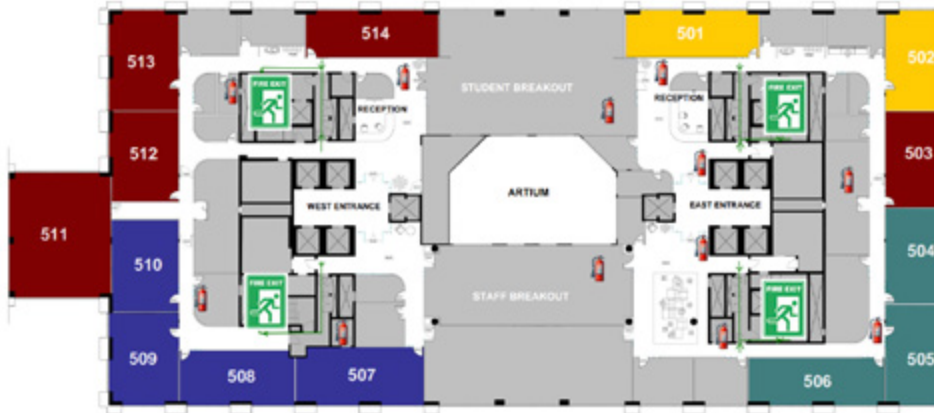 513
514
501
502
FIRE EXIT
FIRE EXIT
STUDENT BREAKOUT
RECEPTION
RECEPTION
512
503
ARTIUM
WEST ENTRANCE
EAST ENTRANCE
511
510
504
FIRE EXIT
FIRE EXIT
STAFF BREAKOUT
509
508
507
506
505